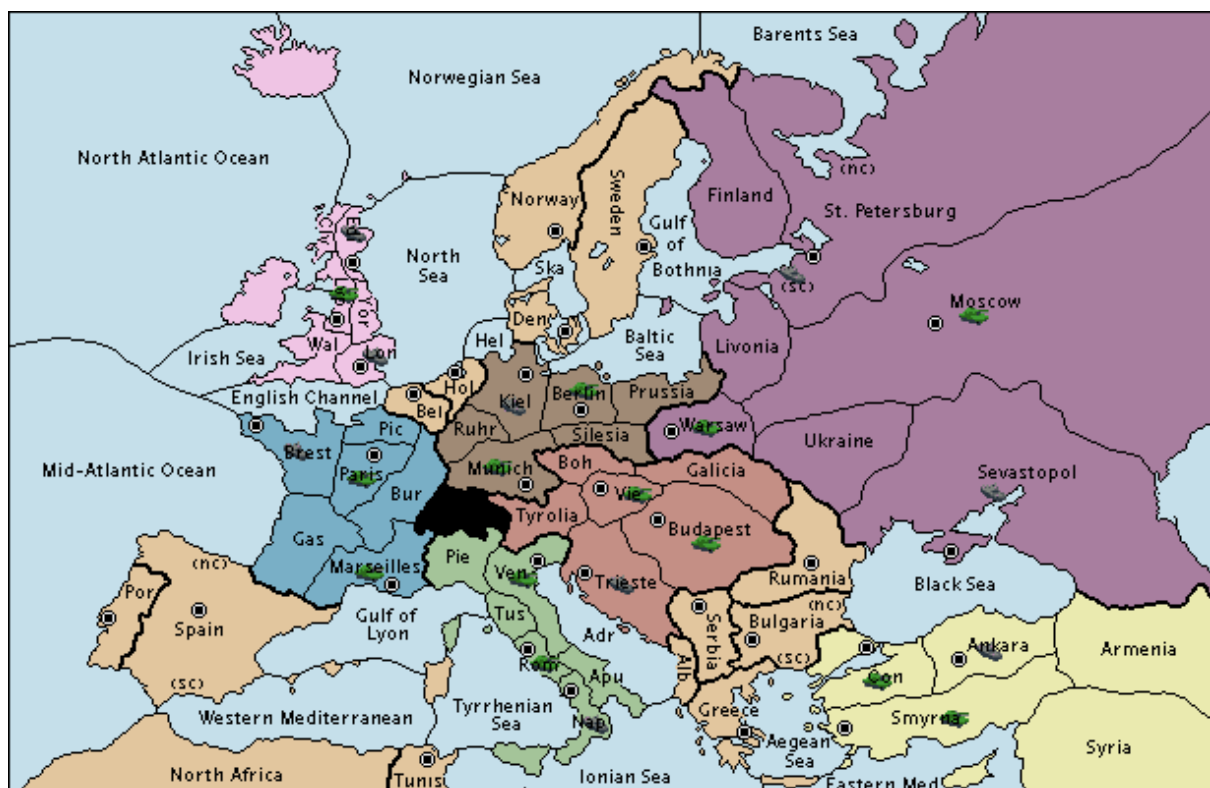 Barents Sea
Norwegian Sea
North Atlantic Ocean
(nc)
Norway
Sweden
Finland
St. Petersburg
Edi
Cly
North
Sea
Gulf
of
Bothnia
Ska
(sc)
Moscow
Den
Yor
Wal
Lon
Irish Sea
Hel
Baltic
Sea
Livonia
Hol
Kiel
Berlin
Prussia
English Channel
Bel
Ruhr
Silesia
Warsaw
Ukraine
Pic
Mid-Atlantic Ocean
Brest
Paris
Munich
Boh
Galicia
Sevastopol
Bur
Vie
Tyrolia
Budapest
Gas
Pie
Ven
Marseilles
Trieste
Rumania
Black Sea
(nc)
Por
Spain
Gulf of
Lyon
Tus
Adr
Serbia
Bulgaria
(nc)
(sc)
Rom
Apu
Alb
Ankara
Armenia
Con
(sc)
Western Mediterranean
Tyrrhenian
Sea
Nap
Greece
Aegean
Sea
Smyrna
Syria
North Africa
Tunis
Ionian Sea
Eastern Med